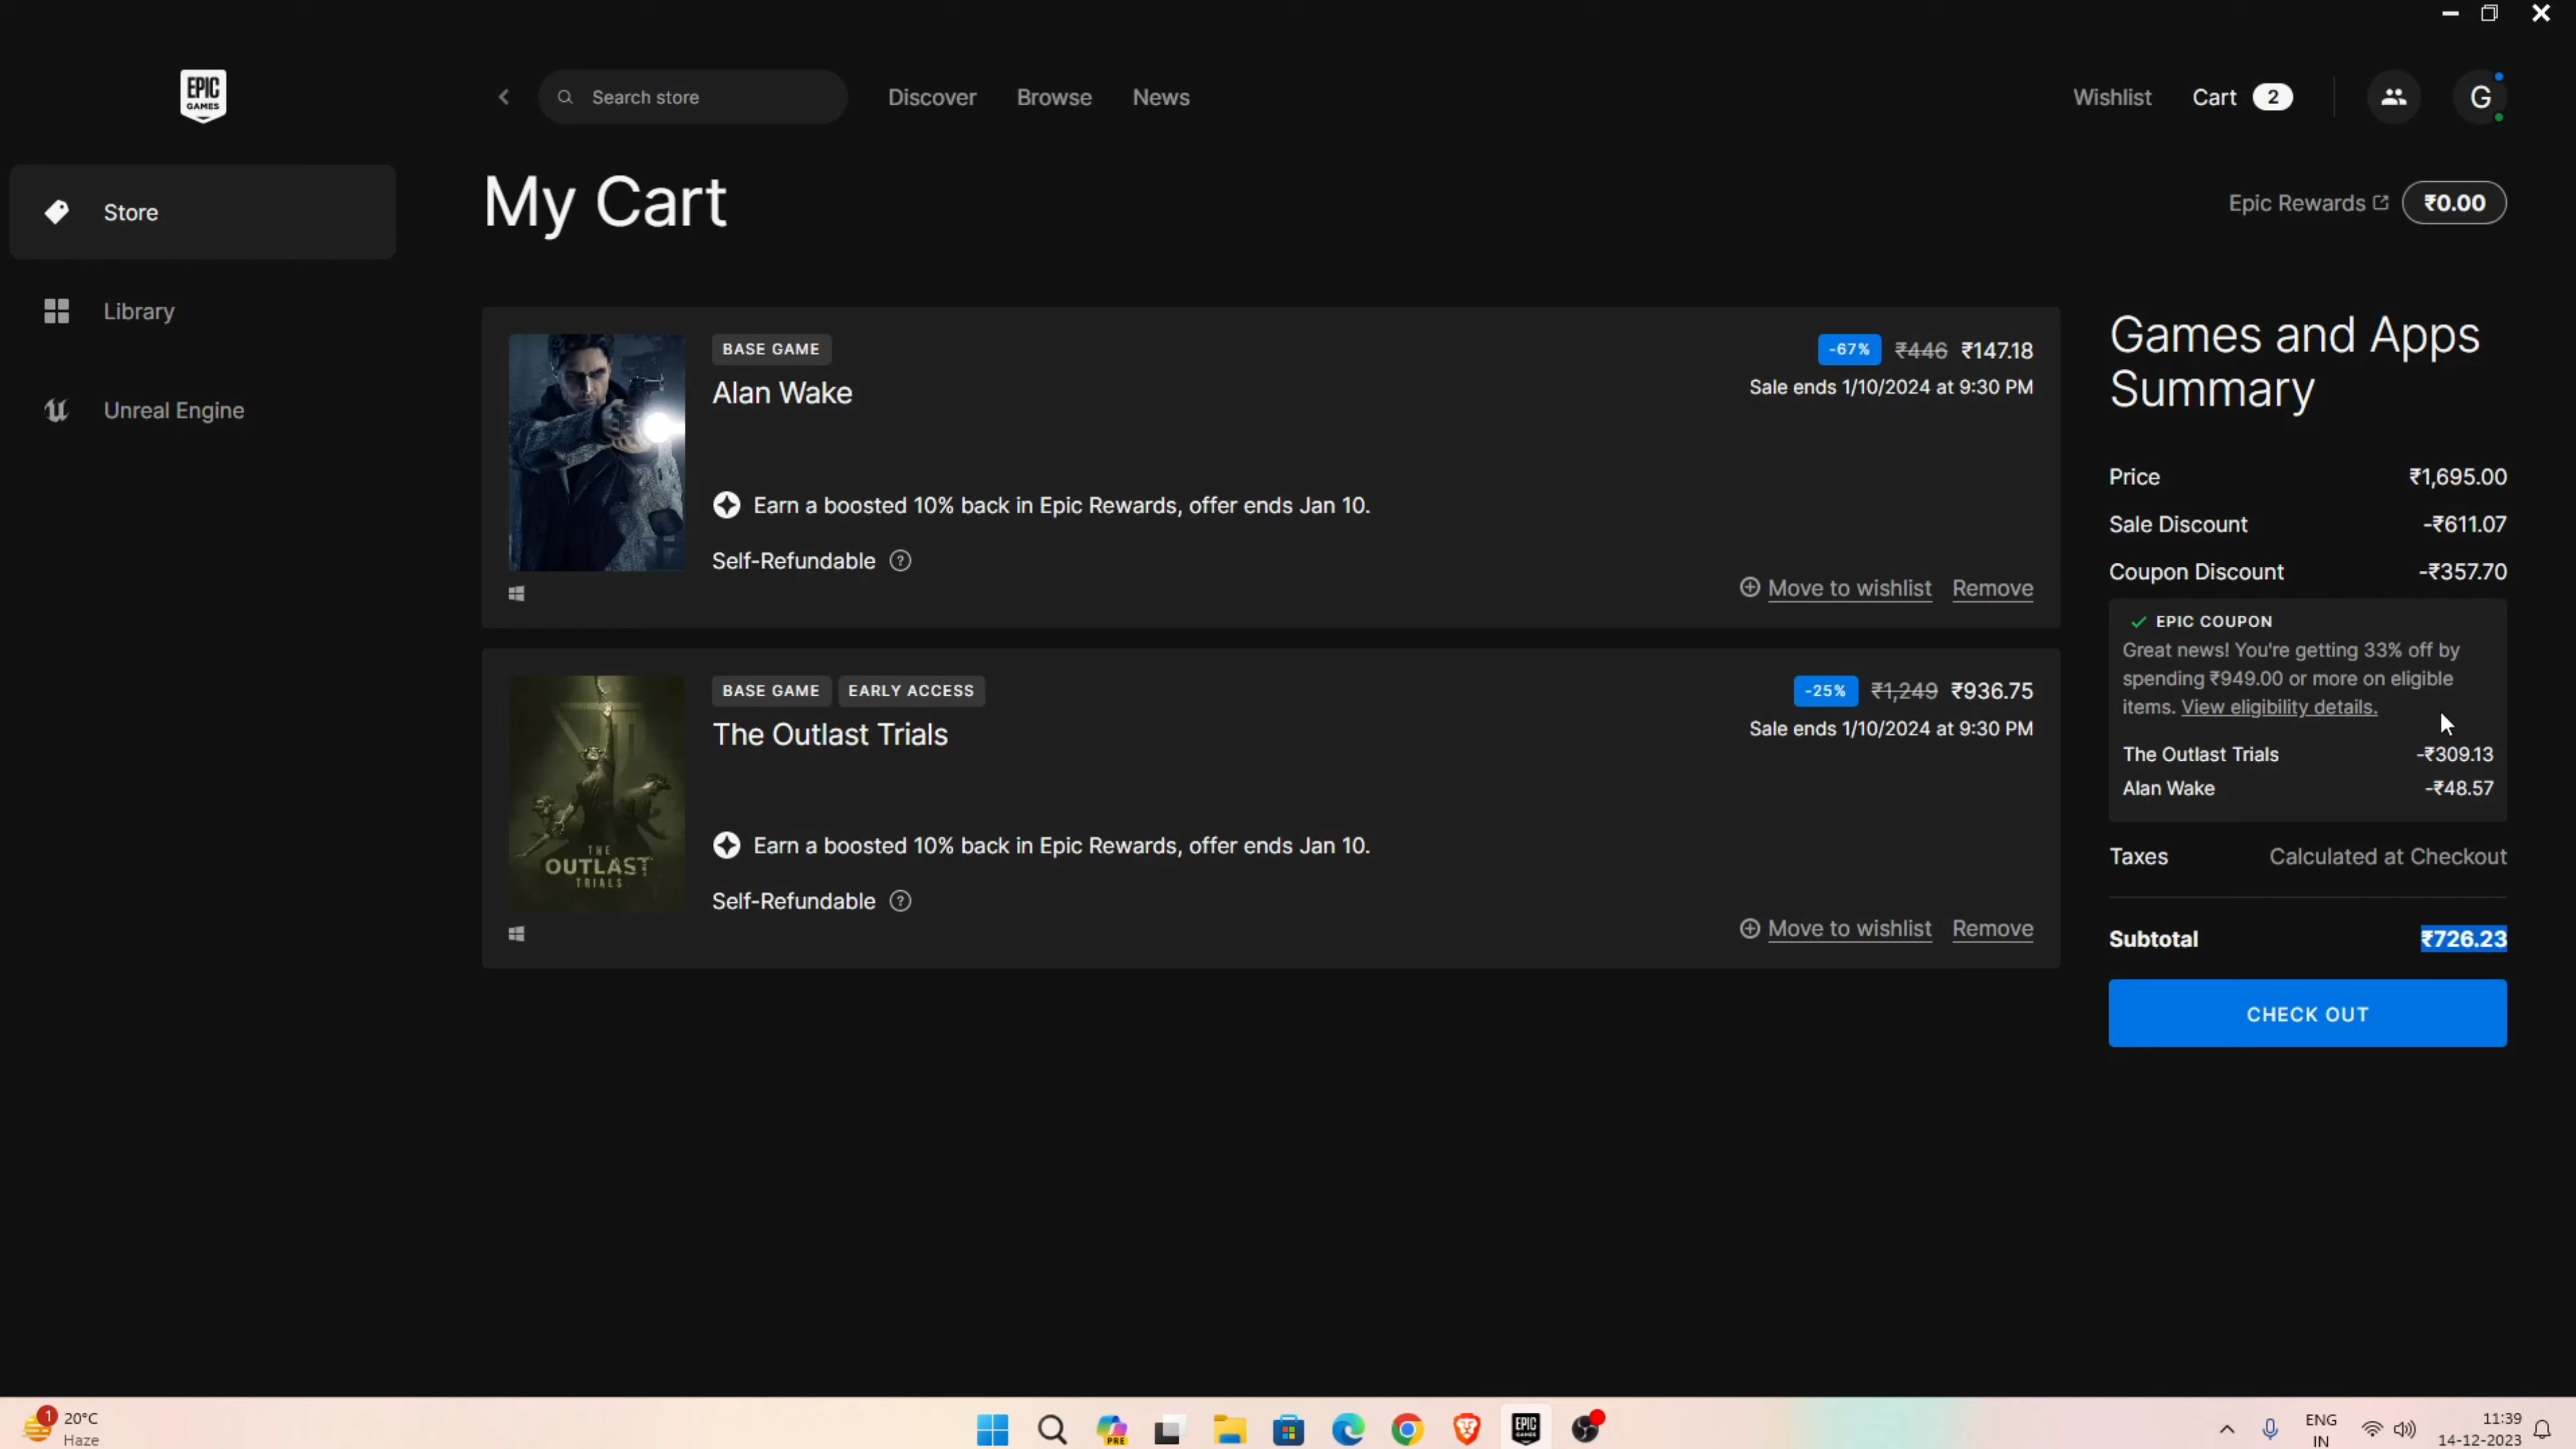 EPIC
GAMES
Search store
Discover
Browse
News
Wishlist
Cart 2
G
Store
Library
Unreal Engine
My Cart
Epic Rewards ₹0.00
BASE GAME
Alan Wake
-67% ₹446 ₹147.18
Sale ends 1/10/2024 at 9:30 PM
Earn a boosted 10% back in Epic Rewards, offer ends Jan 10.
Self-Refundable ?
Move to wishlist Remove
THE
OUTLAST
TRIALS
BASE GAME EARLY ACCESS
The Outlast Trials
-25% ₹1,249 ₹936.75
Sale ends 1/10/2024 at 9:30 PM
Earn a boosted 10% back in Epic Rewards, offer ends Jan 10.
Self-Refundable ?
Move to wishlist Remove
Games and Apps
Summary
Price ₹1,695.00
Sale Discount -₹611.07
Coupon Discount -₹357.70
EPIC COUPON
Great news! You're getting 33% off by
spending ₹949.00 or more on eligible
items. View eligibility details.
The Outlast Trials -₹309.13
Alan Wake -₹48.57
Taxes Calculated at Checkout
Subtotal ₹726.23
CHECK OUT
1
20°C
Haze
PRE
EPIC
GAMES
ENG
IN
11:39
14-12-2023